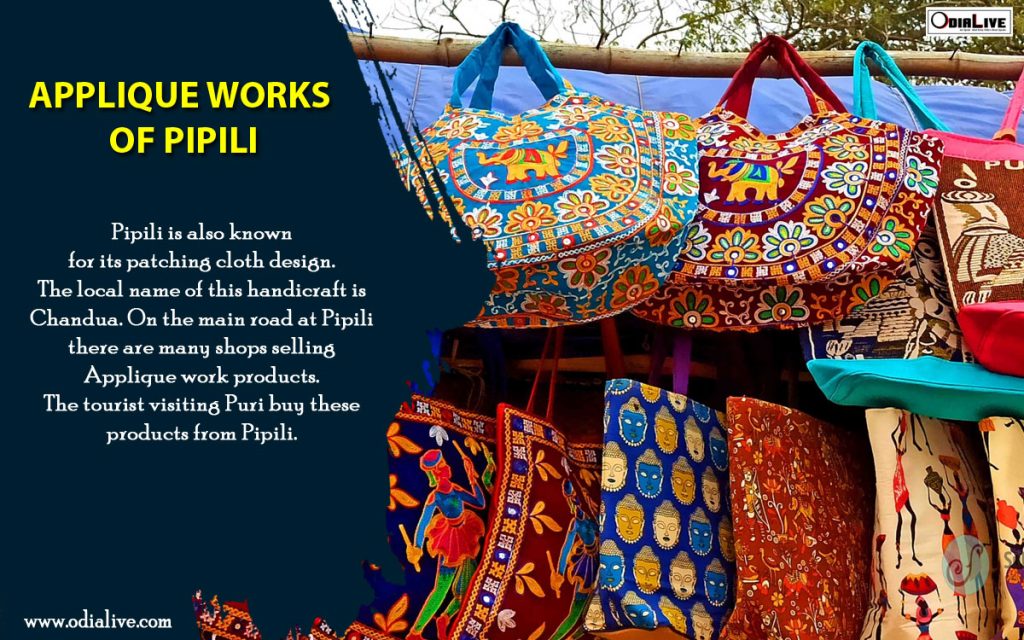 ODIALIVE
APPLIQUE WORKS
OF PIPILI
Pipili is also known
for its patching cloth design.
The local name of this handicraft is
Chandua. On the main road at Pipili
there are many shops selling
Applique work products.
The tourist visiting Puri buy these
products from Pipili.
www.odialive.com